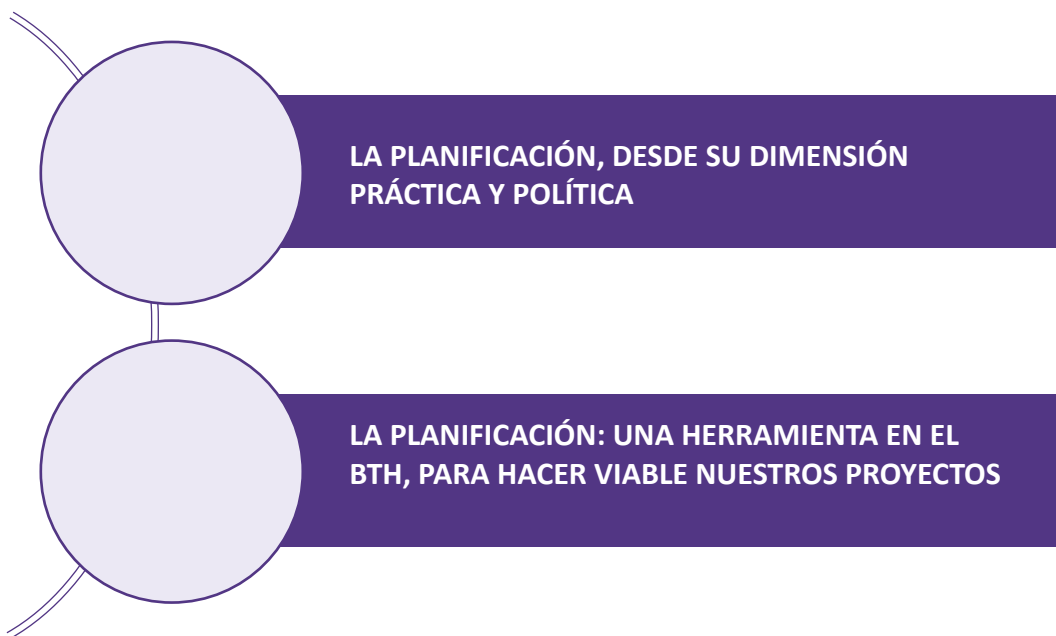 LA PLANIFICACIÓN, DESDE SU DIMENSIÓN
PRÁCTICA Y POLÍTICA
LA PLANIFICACIÓN: UNA HERRAMIENTA EN EL
BTH, PARA HACER VIABLE NUESTROS PROYECTOS